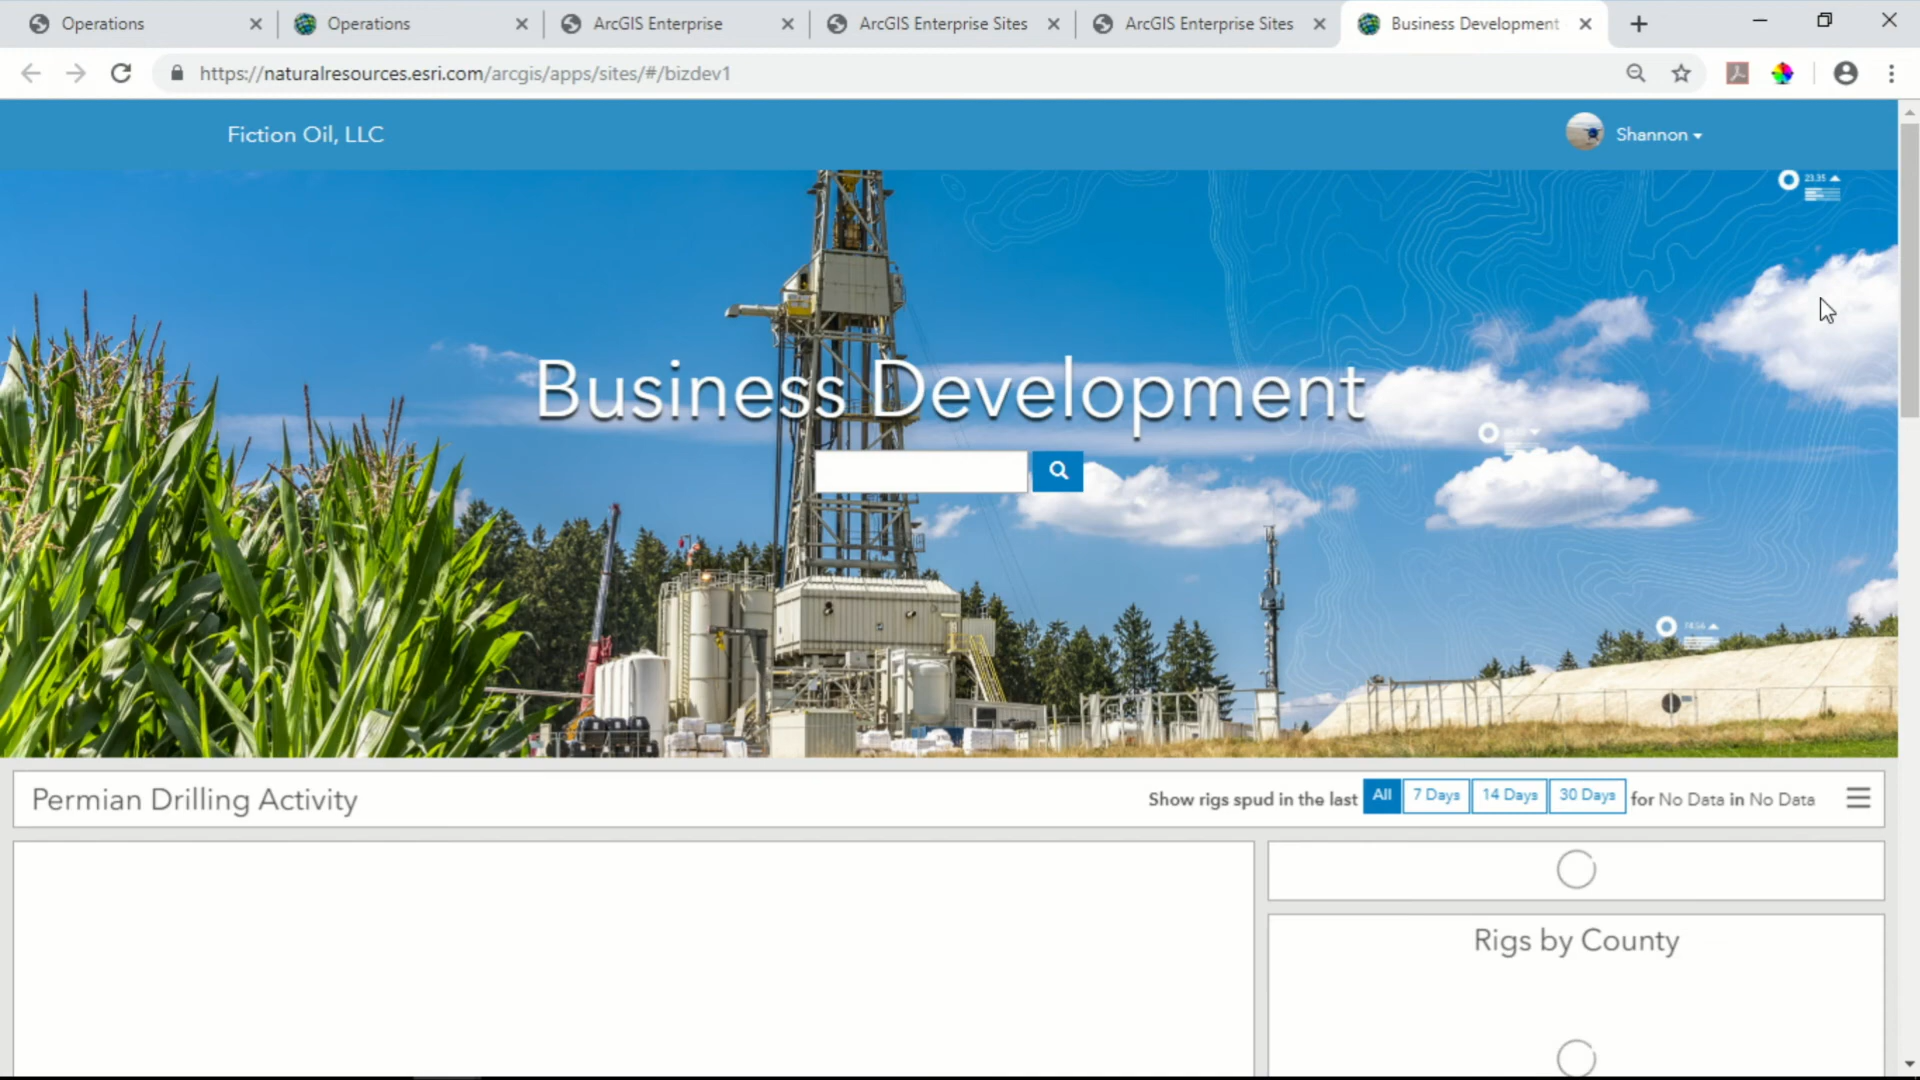 Operations
Operations
ArcGIS Enterprise
ArcGIS Enterprise Sites
ArcGIS Enterprise Sites
Business Development
https://naturalresources.esri.com/arcgis/apps/sites/#/bizdev1
Fiction Oil, LLC
Shannon
23.35
Business Development
Permian Drilling Activity
Show rigs spud in the last All 7 Days 14 Days 30 Days for No Data in No Data
Rigs by County